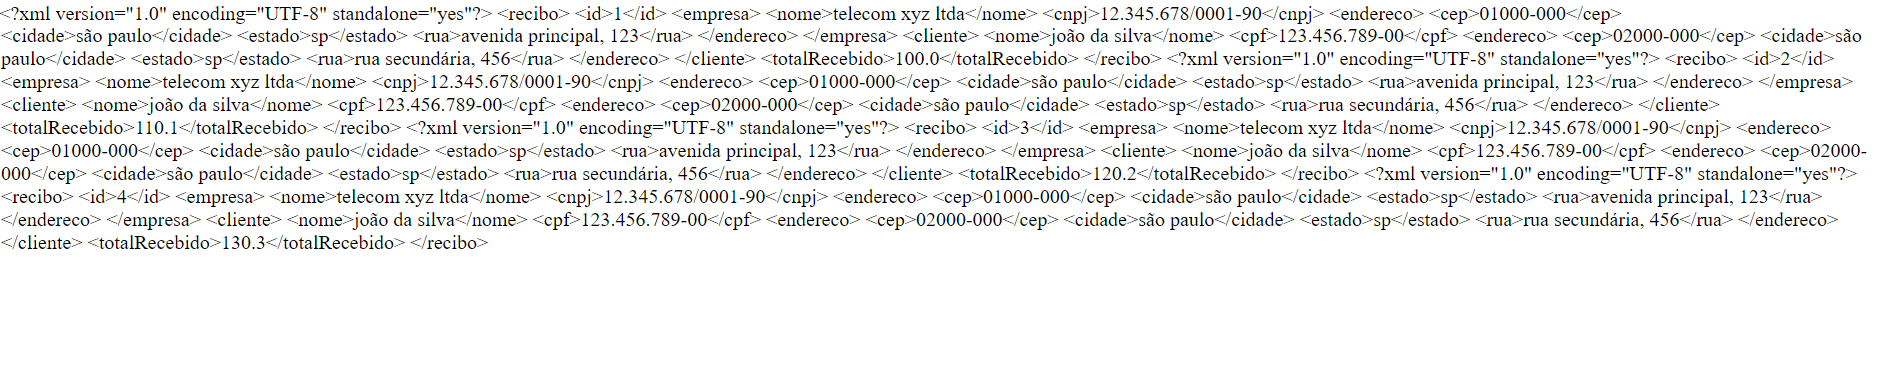 <?xml version="1.0" encoding="UTF-8" standalone="yes"?> <recibo> <id>1</id> <empresa> <nome>telecom xyz ltda</nome> <cnpj>12.345.678/0001-90</cnpj> <endereco> <cep>01000-000</cep>
<cidade>são paulo</cidade> <estado>sp</estado> <rua>avenida principal, 123</rua> </endereco> </empresa> <cliente> <nome>joão da silva</nome> <cpf>123.456.789-00</cpf> <endereco> <cep>02000-000</cep> <cidade>são
paulo</cidade> <estado>sp</estado> <rua>rua secundária, 456</rua> </endereco> </cliente> <totalRecebido>100.0</totalRecebido> </recibo> <?xml version="1.0" encoding="UTF-8" standalone="yes"?> <recibo> <id>2</id>
<empresa> <nome>telecom xyz ltda</nome> <cnpj>12.345.678/0001-90</cnpj> <endereco> <cep>01000-000</cep> <cidade>são paulo</cidade> <estado>sp</estado> <rua>avenida principal, 123</rua> </endereco> </empresa>
<cliente> <nome>joão da silva</nome> <cpf>123.456.789-00</cpf> <endereco> <cep>02000-000</cep> <cidade>são paulo</cidade> <estado>sp</estado> <rua>rua secundária, 456</rua> </endereco> </cliente>
<totalRecebido>110.1</totalRecebido> </recibo> <?xml version="1.0" encoding="UTF-8" standalone="yes"?> <recibo> <id>3</id> <empresa> <nome>telecom xyz ltda</nome> <cnpj>12.345.678/0001-90</cnpj> <endereco>
<cep>01000-000</cep> <cidade>são paulo</cidade> <estado>sp</estado> <rua>avenida principal, 123</rua> </endereco> </empresa> <cliente> <nome>joão da silva</nome> <cpf>123.456.789-00</cpf> <endereco> <cep>02000-
000</cep> <cidade>são paulo</cidade> <estado>sp</estado> <rua>rua secundária, 456</rua> </endereco> </cliente> <totalRecebido>120.2</totalRecebido> </recibo> <?xml version="1.0" encoding="UTF-8" standalone="yes"?>
<recibo> <id>4</id> <empresa> <nome>telecom xyz ltda</nome> <cnpj>12.345.678/0001-90</cnpj> <endereco> <cep>01000-000</cep> <cidade>são paulo</cidade> <estado>sp</estado> <rua>avenida principal, 123</rua>
</endereco> </empresa> <cliente> <nome>joão da silva</nome> <cpf>123.456.789-00</cpf> <endereco> <cep>02000-000</cep> <cidade>são paulo</cidade> <estado>sp</estado> <rua>rua secundária, 456</rua> </endereco>
</cliente> <totalRecebido>130.3</totalRecebido> </recibo>